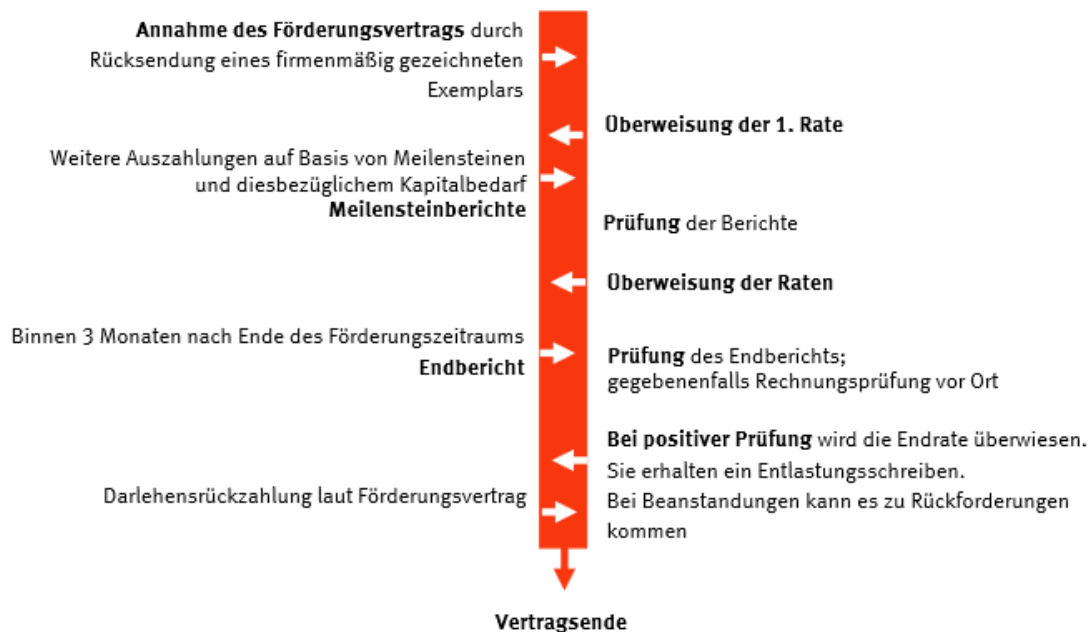 Annahme des Förderungsvertrags durch
Rücksendung eines firmenmäßig gezeichneten
Exemplars
Überweisung der 1. Rate
Weitere Auszahlungen auf Basis von Meilensteinen
und diesbezüglichem Kapitalbedarf
Meilensteinberichte
Prüfung der Berichte
Überweisung der Raten
Binnen 3 Monaten nach Ende des Förderungszeitraums
Endbericht
Prüfung des Endberichts;
gegebenenfalls Rechnungsprüfung vor Ort
Bei positiver Prüfung wird die Endrate überwiesen.
Sie erhalten ein Entlastungsschreiben.
Bei Beanstandungen kann es zu Rückforderungen
kommen
Darlehensrückzahlung laut Förderungsvertrag
Vertragsende